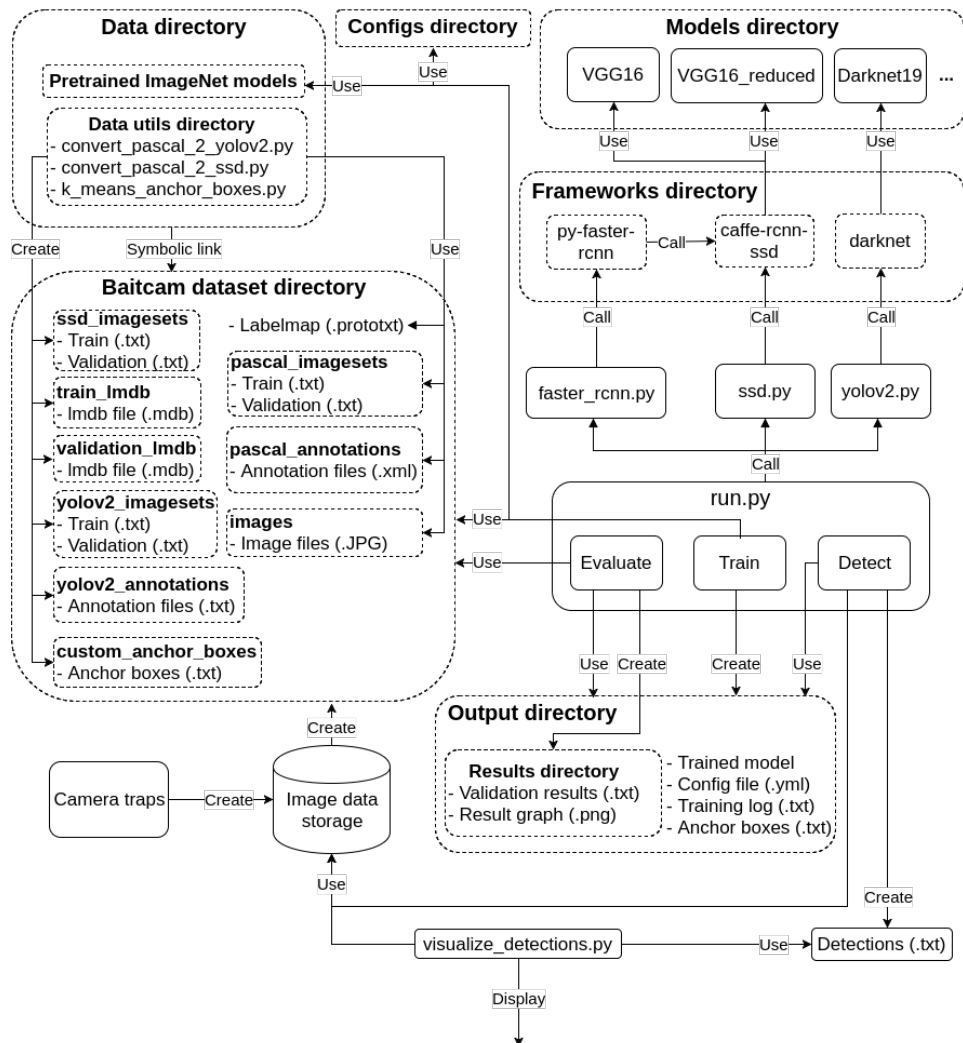 Data directory
Pretrained ImageNet models
Data utils directory
- convert_pascal_2_yolov2.py
- convert_pascal_2_ssd.py
- k_means_anchor_boxes.py
Configs directory
Use
Use
Models directory
VGG16
VGG16_reduced
Darknet19
...
Use
Use
Use
Frameworks directory
py-faster-
rcnn
Call
caffe-rcnn-
ssd
darknet
Create
Symbolic link
Use
Call
Call
Call
Baitcam dataset directory
ssd_imagesets
- Train (.txt)
- Validation (.txt)
train_lmdb
- lmdb file (.mdb)
validation_lmdb
- lmdb file (.mdb)
yolov2_imagesets
- Train (.txt)
- Validation (.txt)
yolov2_annotations
- Annotation files (.txt)
custom_anchor_boxes
- Anchor boxes (.txt)
- Labelmap (.prototxt)
pascal_imagesets
- Train (.txt)
- Validation (.txt)
pascal_annotations
- Annotation files (.xml)
images
- Image files (.JPG)
faster_rcnn.py
ssd.py
yolov2.py
Call
run.py
Use
Use
Evaluate
Train
Detect
Use
Create
Create
Use
Output directory
Results directory
- Validation results (.txt)
- Result graph (.png)
- Trained model
- Config file (.yml)
- Training log (.txt)
- Anchor boxes (.txt)
Create
Camera traps
Create
Image data
storage
Use
Create
visualize_detections.py
Use
Detections (.txt)
Display